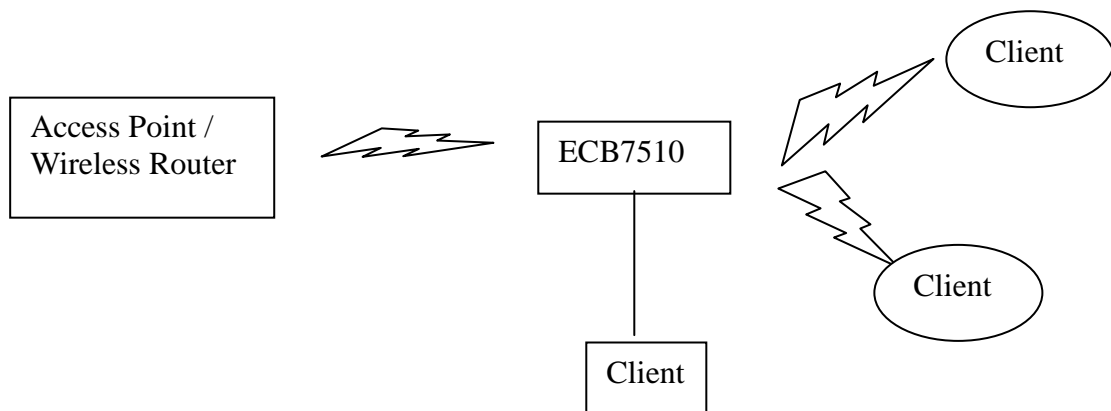 Client
Access Point /
Wireless Router
ECB7510
Client
Client